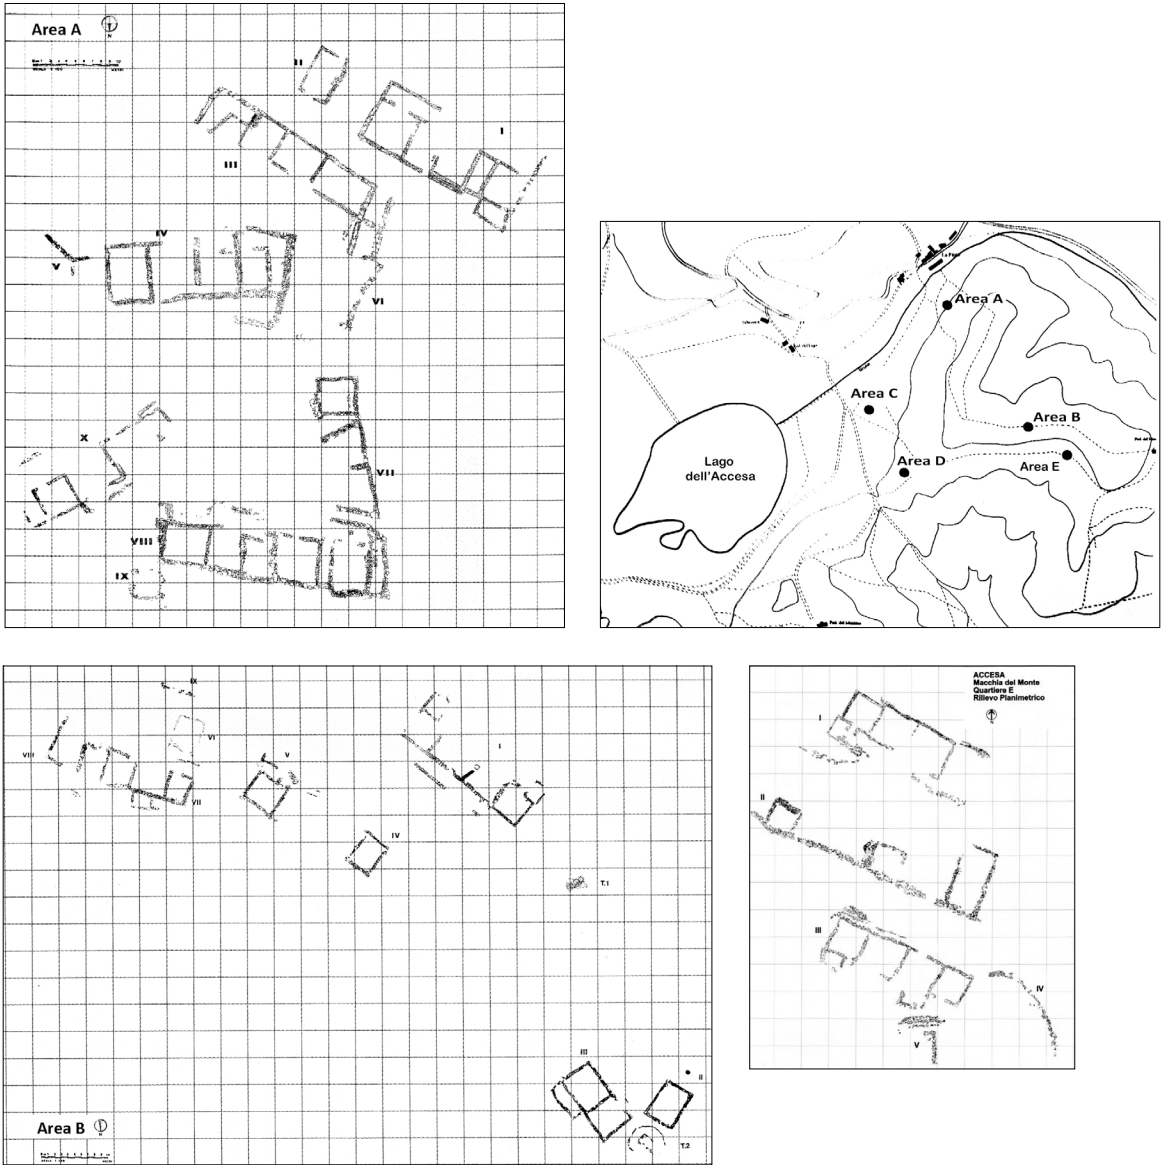 Area A
N
II
I
III
IV
V
VI
X
VII
VIII
IX
Area A
Area C
Area B
Area D
Area E
Lago
dell'Accesa
IX
VI
VIII
V
I
VII
IV
T.1
III
II
T.2
Area B
ACCESA
Macchia del Monte
Quartiere E
Rilievo Planimetrico
I
II
III
IV
V